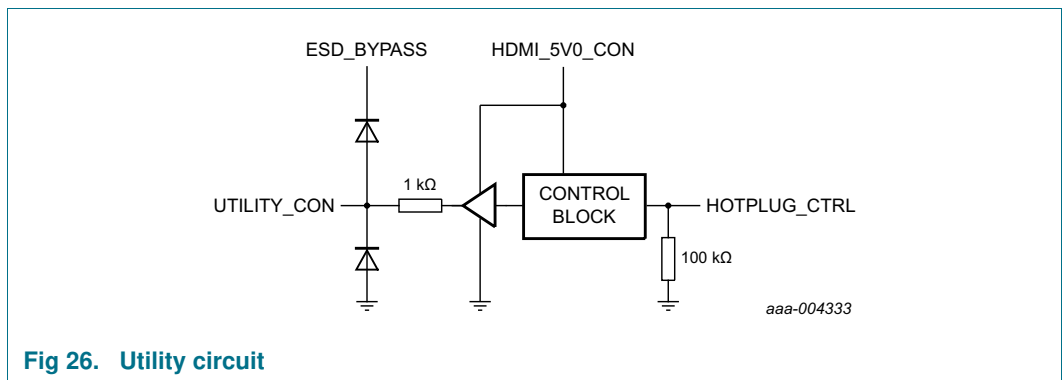 ESD_BYPASS
HDMI_5V0_CON
1 kΩ
UTILITY_CON
CONTROL
BLOCK
HOTPLUG_CTRL
100 kΩ
aaa-004333
Fig 26. Utility circuit